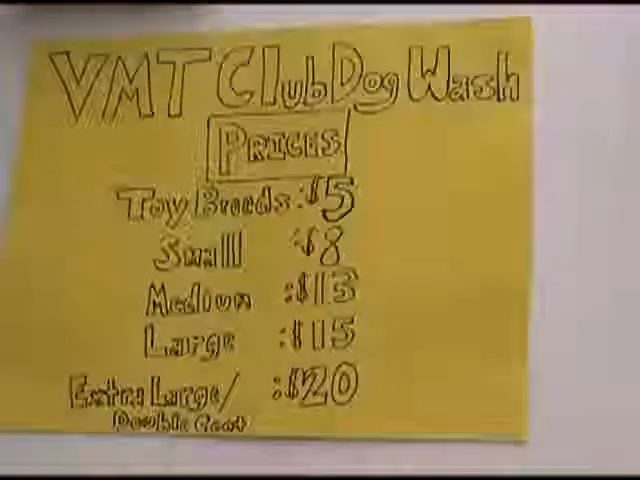 VMT Club Dog Wash
PRICES
Toy Breeds: $5
Small :$8
Medium :$13
Large :$15
Extra Large/ :$20
Double Coat